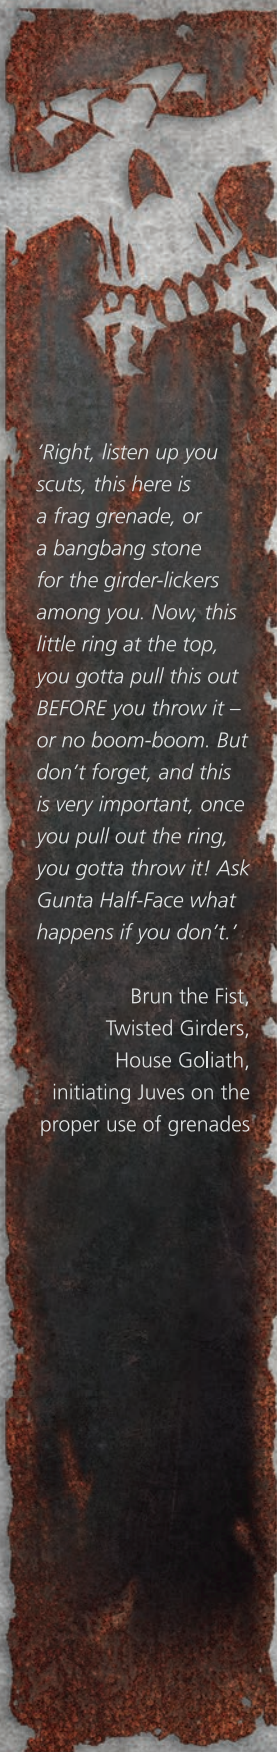 ‘Right, listen up you
scuts, this here is
a frag grenade, or
a bangbang stone
for the girder-lickers
among you. Now, this
little ring at the top,
you gotta pull this out
BEFORE you throw it –
or no boom-boom. But
don’t forget, and this
is very important, once
you pull out the ring,
you gotta throw it! Ask
Gunta Half-Face what
happens if you don’t.’
Brun the Fist,
Twisted Girders,
House Goliath,
initiating Juves on the
proper use of grenades